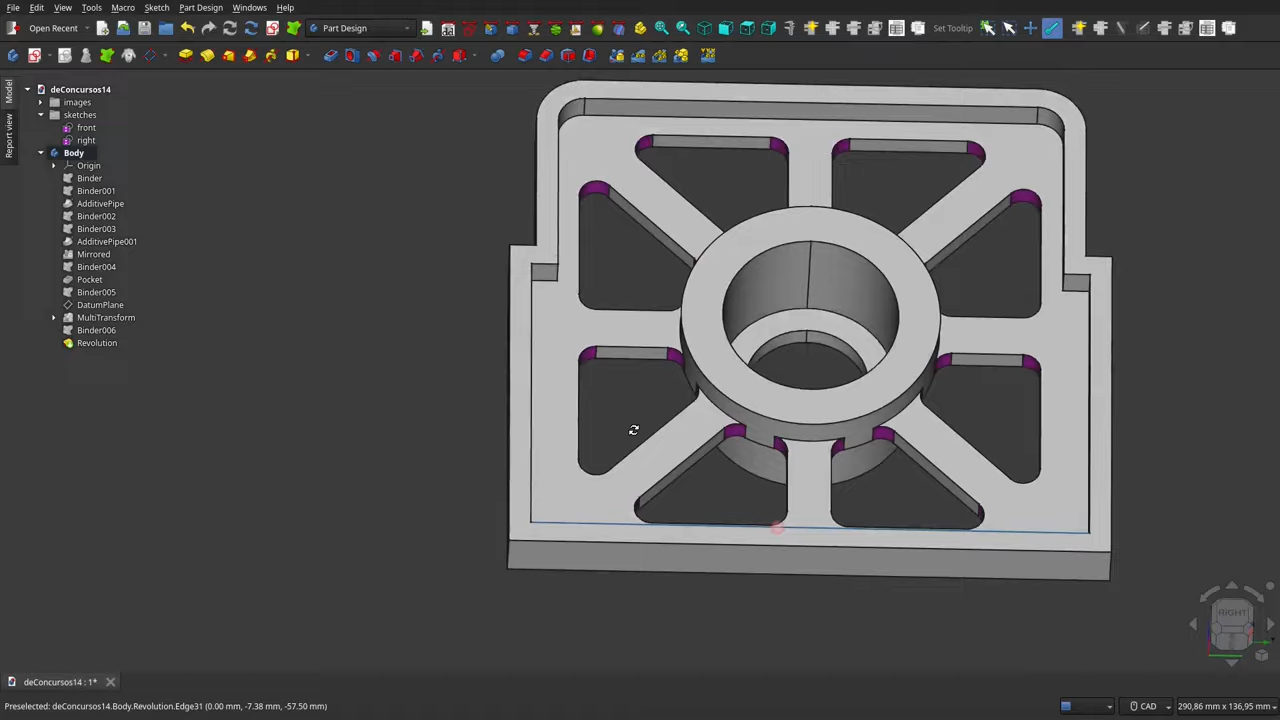 File Edit View Tools Macro Sketch Part Design Windows Help
Open Recent Part Design Set Tooltip
Model
Report view
deConcursos14
images
sketches
front
right
Body
Origin
Binder
Binder001
AdditivePipe
Binder002
Binder003
AdditivePipe001
Mirrored
Binder004
Pocket
Binder005
DatumPlane
MultiTransform
Binder006
Revolution
RIGHT
deConcursos14 : 1*
Preselected: deConcursos14.Body.Revolution.Edge31 (0.00 mm, -7.38 mm, -57.50 mm) CAD 290,86 mm x 136,95 mm